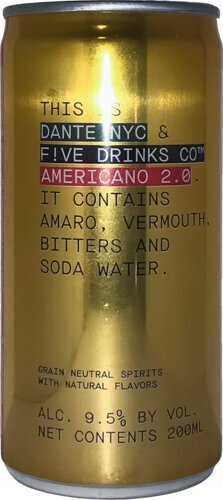 THIS IS
DANTE NYC &
F!VE DRINKS CO™
AMERICANO 2.0.
IT CONTAINS
AMARO, VERMOUTH,
BITTERS AND
SODA WATER.
GRAIN NEUTRAL SPIRITS
WITH NATURAL FLAVORS
ALC. 9.5% BY VOL.
NET CONTENTS 200ML